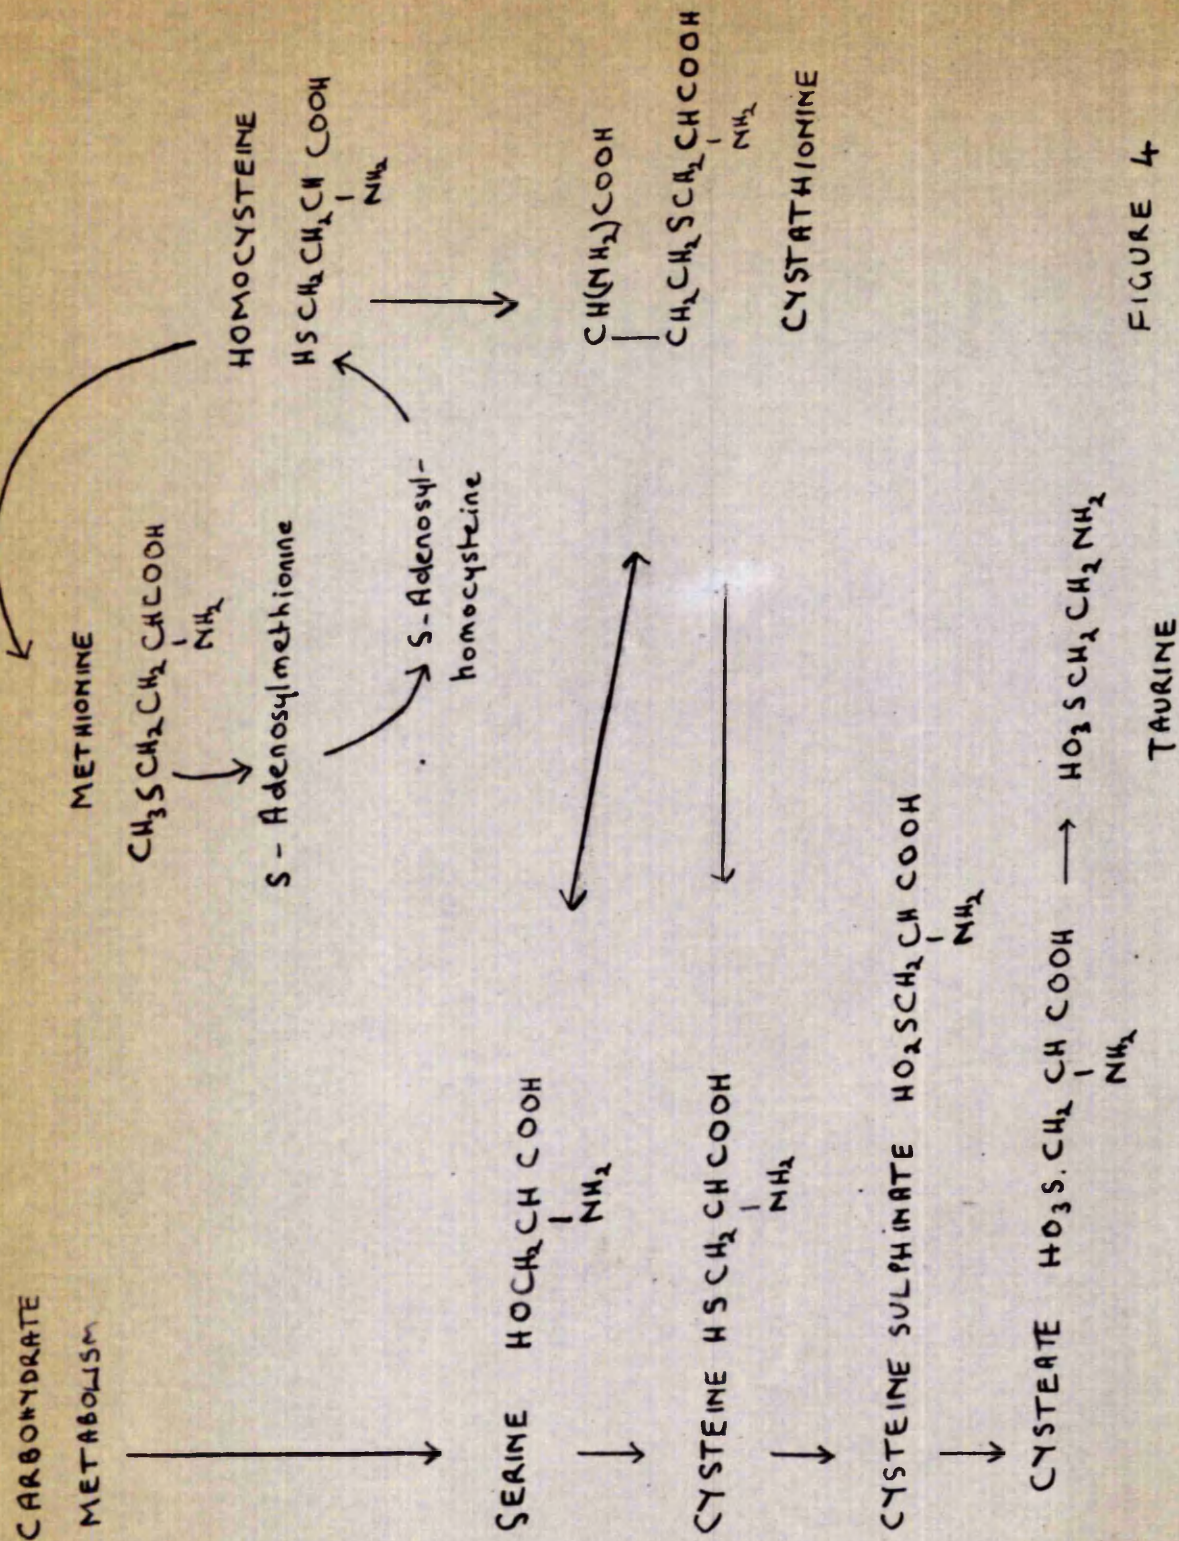 CARBOHYDRATE
METABOLISM
METHIONINE
CH₃SCH₂CH₂CHCOOH
NH₂
S - Adenosylmethionine
S - Adenosyl-
homocysteine
HOMOCYSTEINE
HSCH₂CH₂CH COOH
NH₂
CH(NH₂)COOH
CH₂CH₂SCH₂CHCOOH
NH₂
CYSTATHIONINE
SERINE HOCH₂CH COOH
NH₂
CYSTEINE HSCH₂CHCOOH
NH₂
CYSTEINE SULPHINATE HO₂SCH₂CH COOH
NH₂
CYSTEATE HO₃S.CH₂ CH COOH → HO₃SCH₂CH₂NH₂
NH₂
TAURINE
FIGURE 4